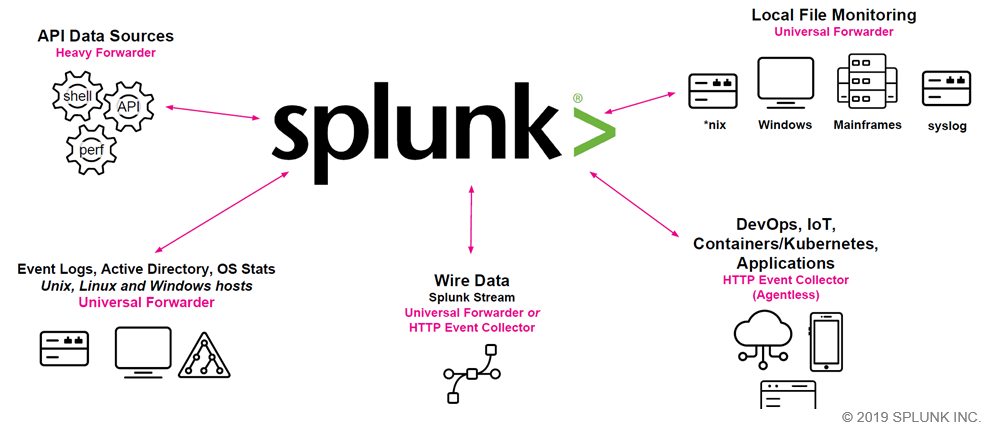 API Data Sources
Heavy Forwarder
shell
API
perf
splunk>®
Local File Monitoring
Universal Forwarder
*nix
Windows
Mainframes
syslog
Event Logs, Active Directory, OS Stats
Unix, Linux and Windows hosts
Universal Forwarder
Wire Data
Splunk Stream
Universal Forwarder or
HTTP Event Collector
DevOps, IoT,
Containers/Kubernetes,
Applications
HTTP Event Collector
(Agentless)
© 2019 SPLUNK INC.